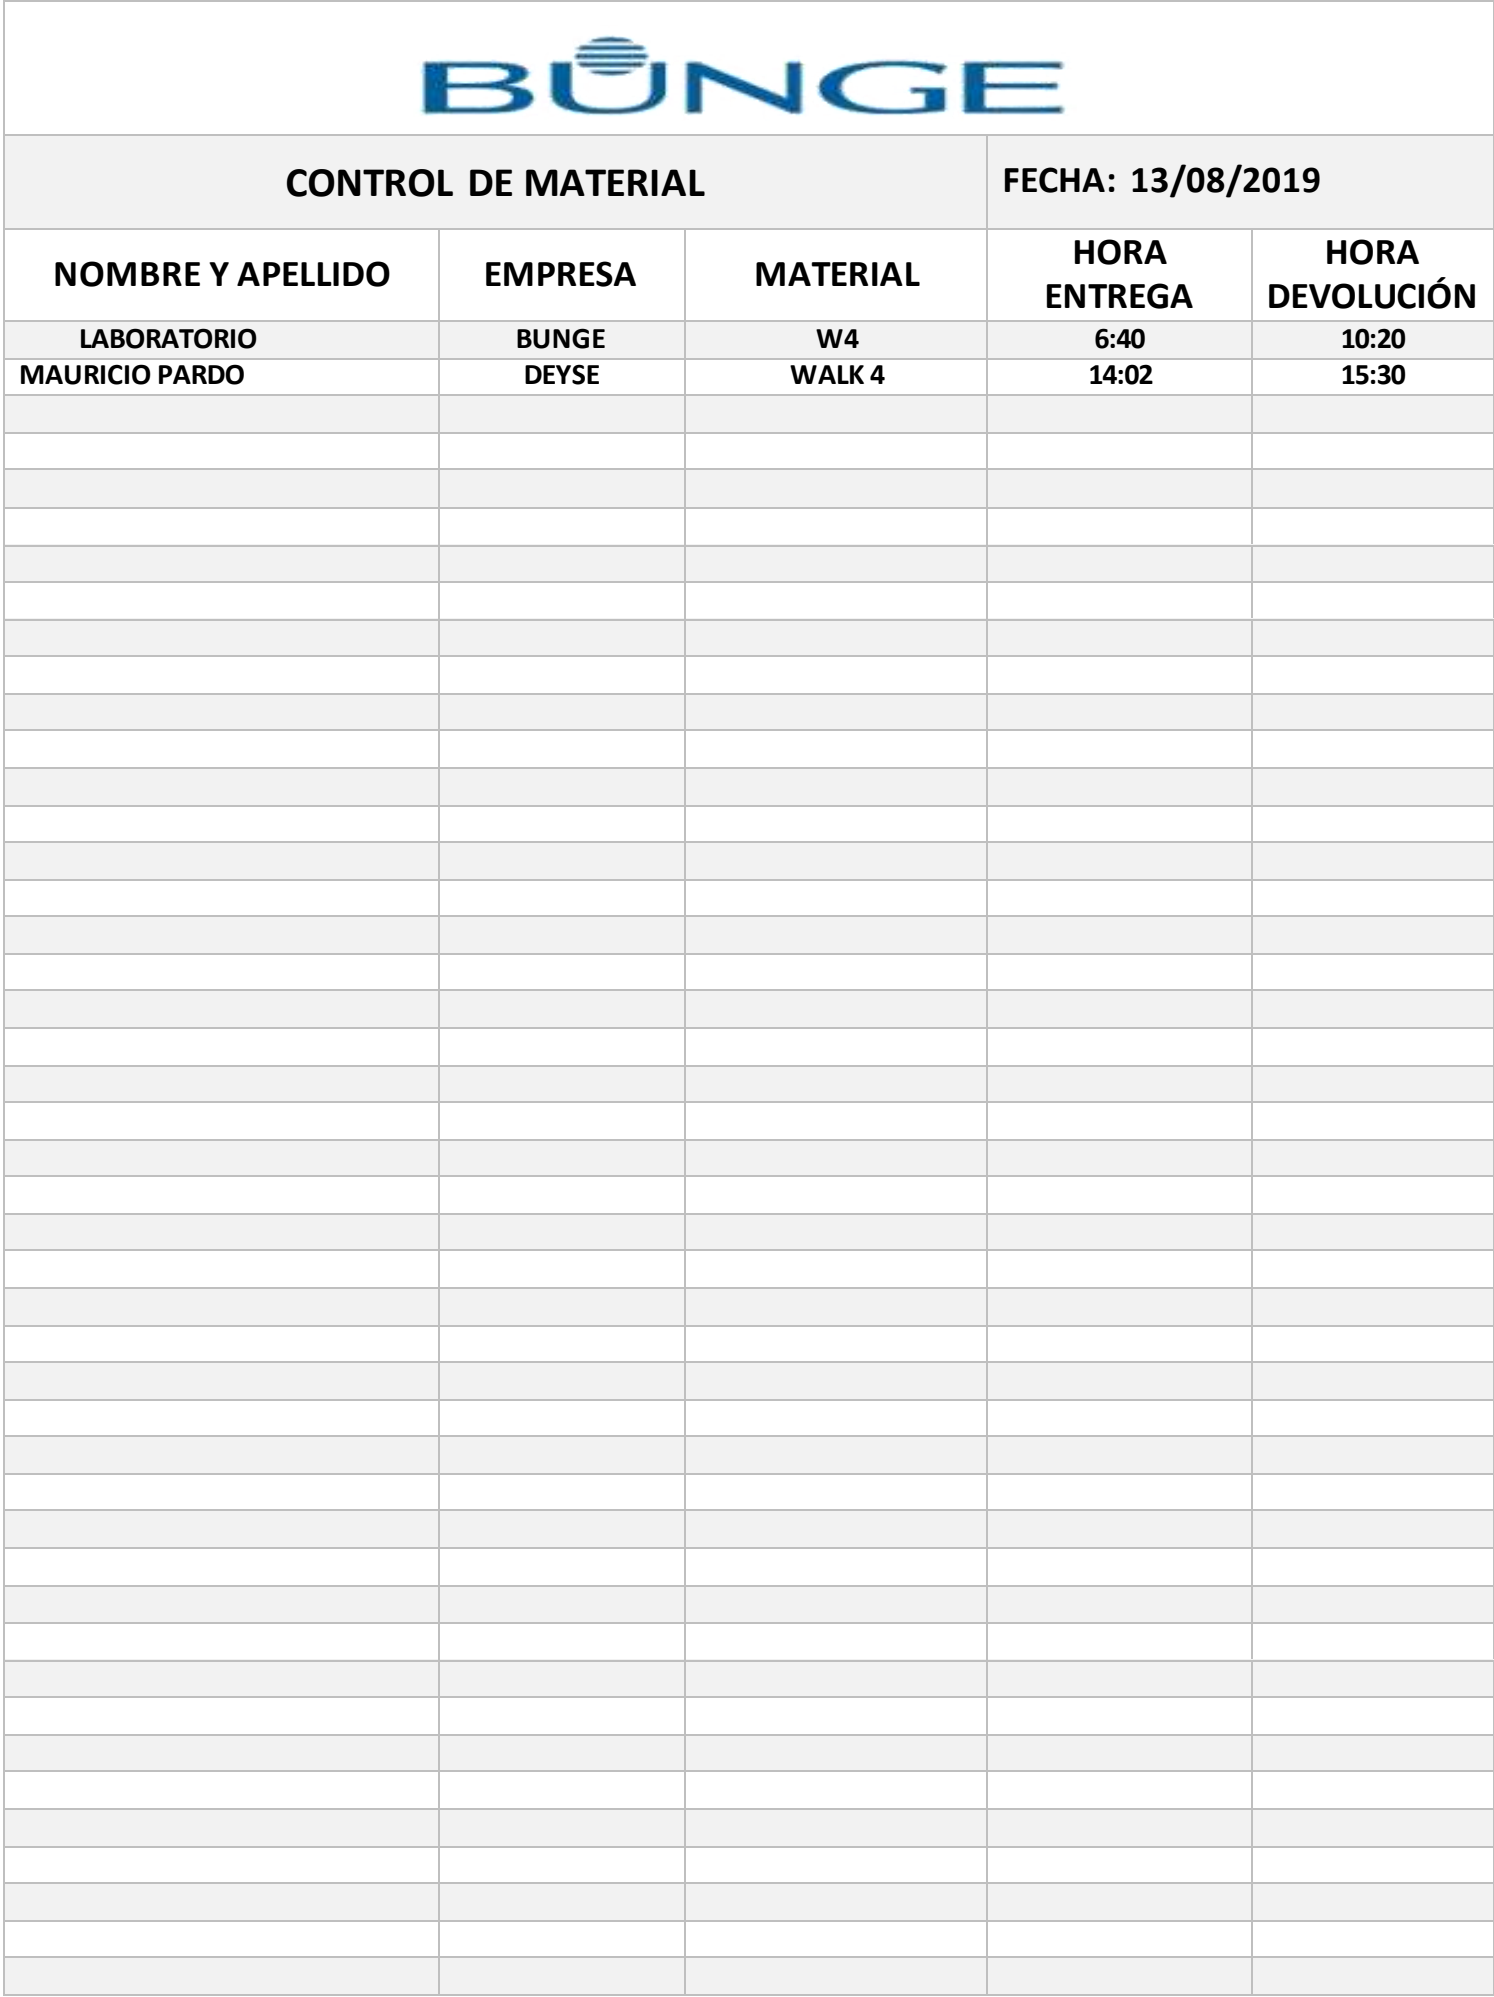 BUNGE
CONTROL DE MATERIAL FECHA: 13/08/2019
NOMBRE Y APELLIDO EMPRESA MATERIAL HORA ENTREGA HORA DEVOLUCIÓN
LABORATORIO BUNGE W4 6:40 10:20
MAURICIO PARDO DEYSE WALK 4 14:02 15:30